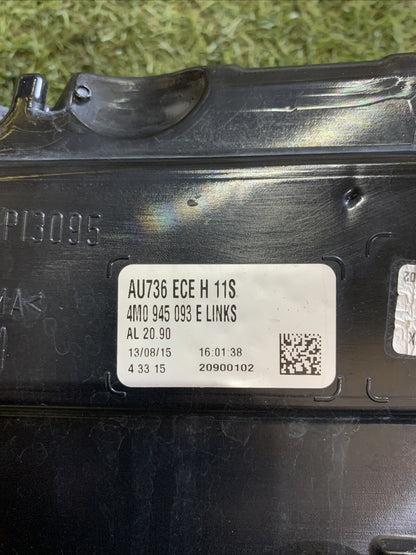 P13095
AU736 ECE H 11S
4M0 945 093 E LINKS
AL 20.90
13/08/15 16:01:38
4 33 15 20900102